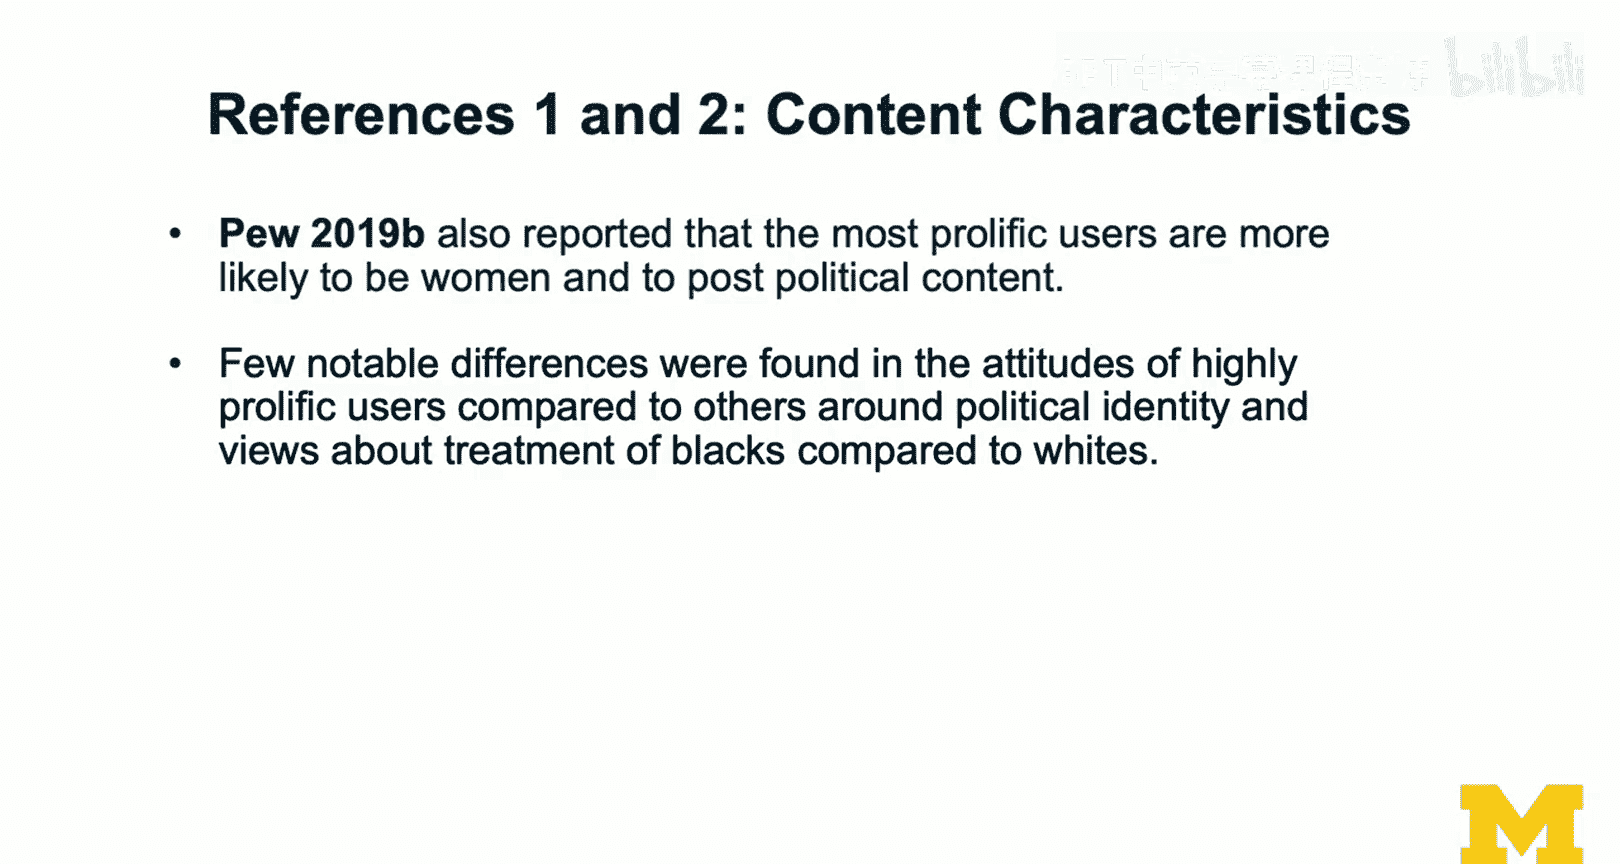 bilibili
References 1 and 2: Content Characteristics
• Pew 2019b also reported that the most prolific users are more
likely to be women and to post political content.
• Few notable differences were found in the attitudes of highly
prolific users compared to others around political identity and
views about treatment of blacks compared to whites.
M